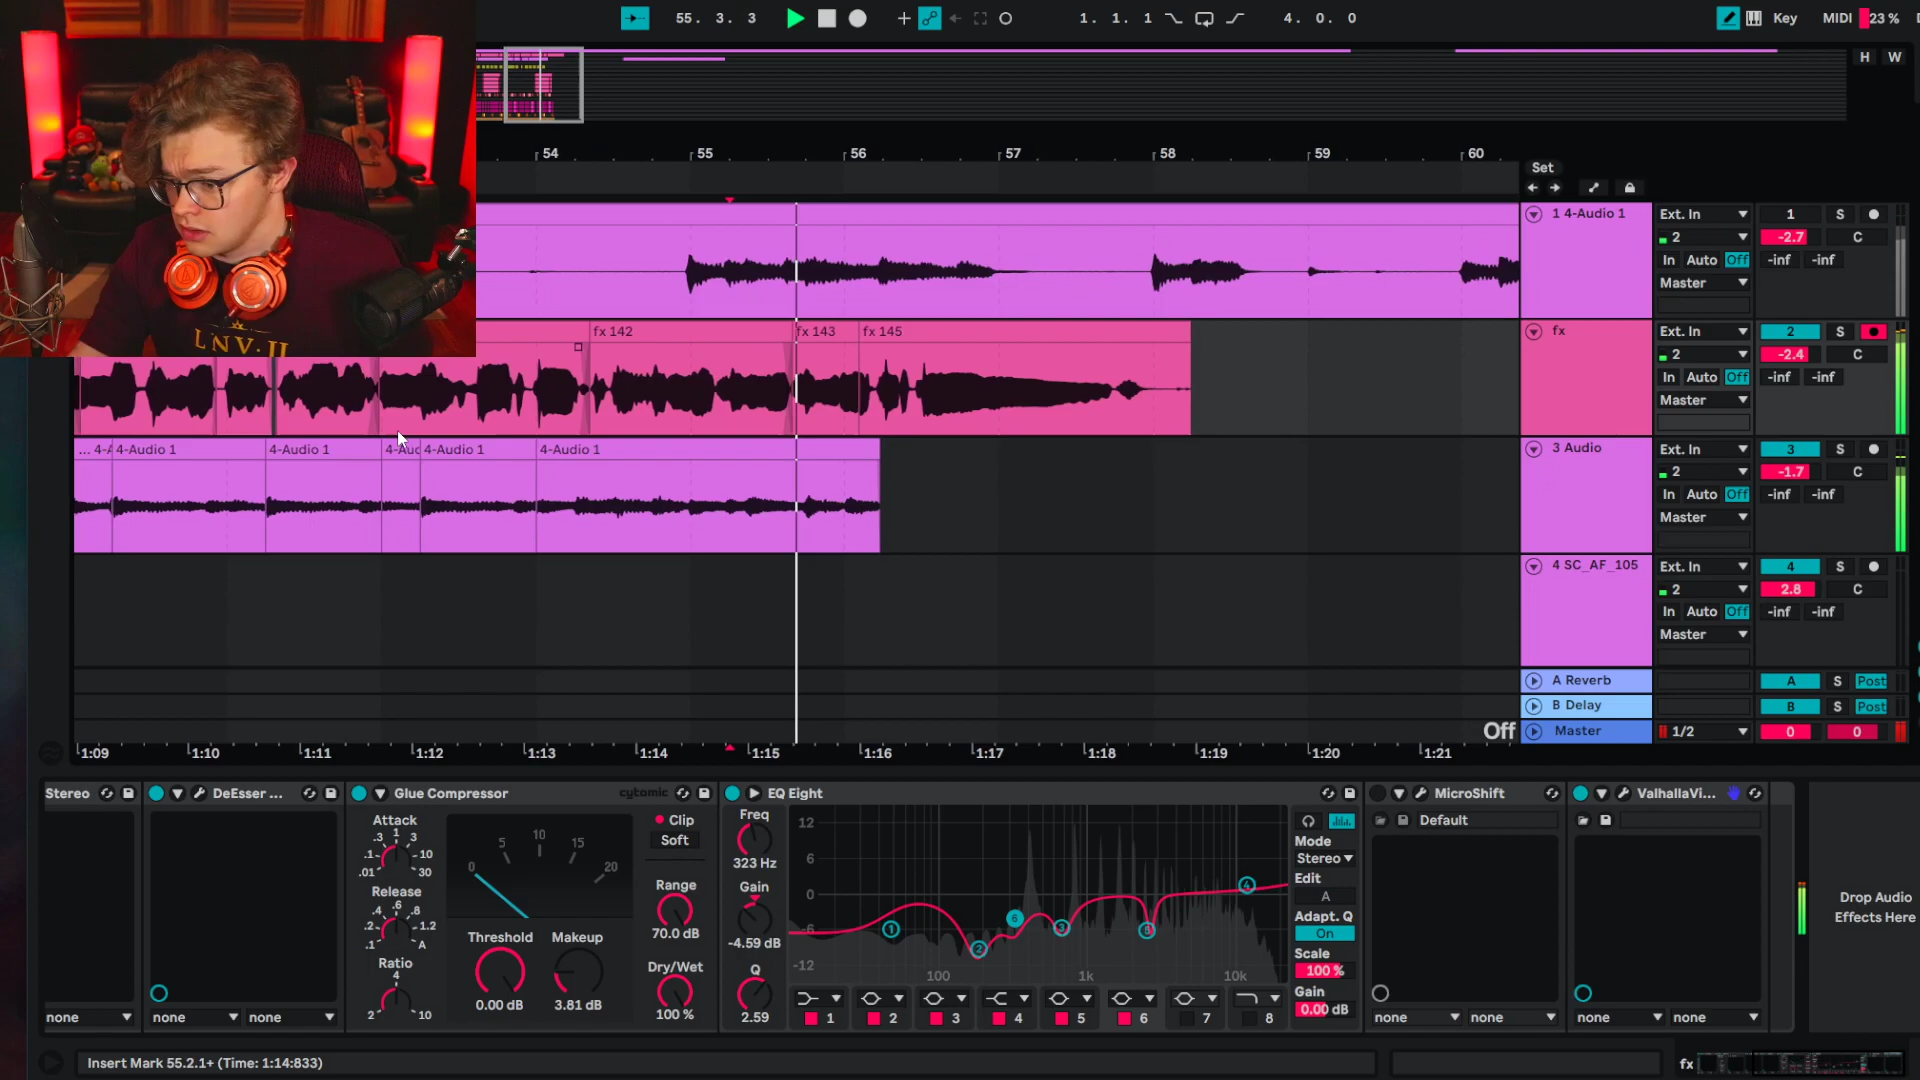 55. 3. 3
1. 1. 1
4. 0. 0
Key
MIDI
23 %
H
W
54
55
56
57
58
59
60
Set
1 4-Audio 1
Ext. In
1
S
2
-2.7
C
In
Auto
Off
-inf
-inf
Master
LNV.II
fx 142
fx 143
fx 145
fx
Ext. In
2
S
2
-2.4
C
In
Auto
Off
-inf
-inf
Master
... 4-A
4-Audio 1
4-Audio 1
4-Auc
4-Audio 1
4-Audio 1
3 Audio
Ext. In
3
S
2
-1.7
C
In
Auto
Off
-inf
-inf
Master
4 SC_AF_105
Ext. In
4
S
2
2.8
C
In
Auto
Off
-inf
-inf
Master
A Reverb
A
S
Post
B Delay
B
S
Post
Off
Master
1/2
0
0
1:09
1:10
1:11
1:12
1:13
1:14
1:15
1:16
1:17
1:18
1:19
1:20
1:21
Stereo
none
DeEsser ...
none
none
Glue Compressor
cytomic
Attack
.01
.1
.3
1
3
10
30
Release
.1
.2
.4
.6
.8
1.2
A
Ratio
2
4
10
0
5
10
15
20
Threshold
0.00 dB
Makeup
3.81 dB
Clip
Soft
Range
70.0 dB
Dry/Wet
100 %
EQ Eight
Freq
323 Hz
Gain
-4.59 dB
Q
2.59
12
6
0
-6
-12
100
1k
10k
1
2
6
3
5
4
1
2
3
4
5
6
7
8
Mode
Stereo
Edit
A
Adapt. Q
On
Scale
100 %
Gain
0.00 dB
MicroShift
Default
none
none
ValhallaVi...
none
none
Drop Audio
Effects Here
Insert Mark 55.2.1+ (Time: 1:14:833)
fx